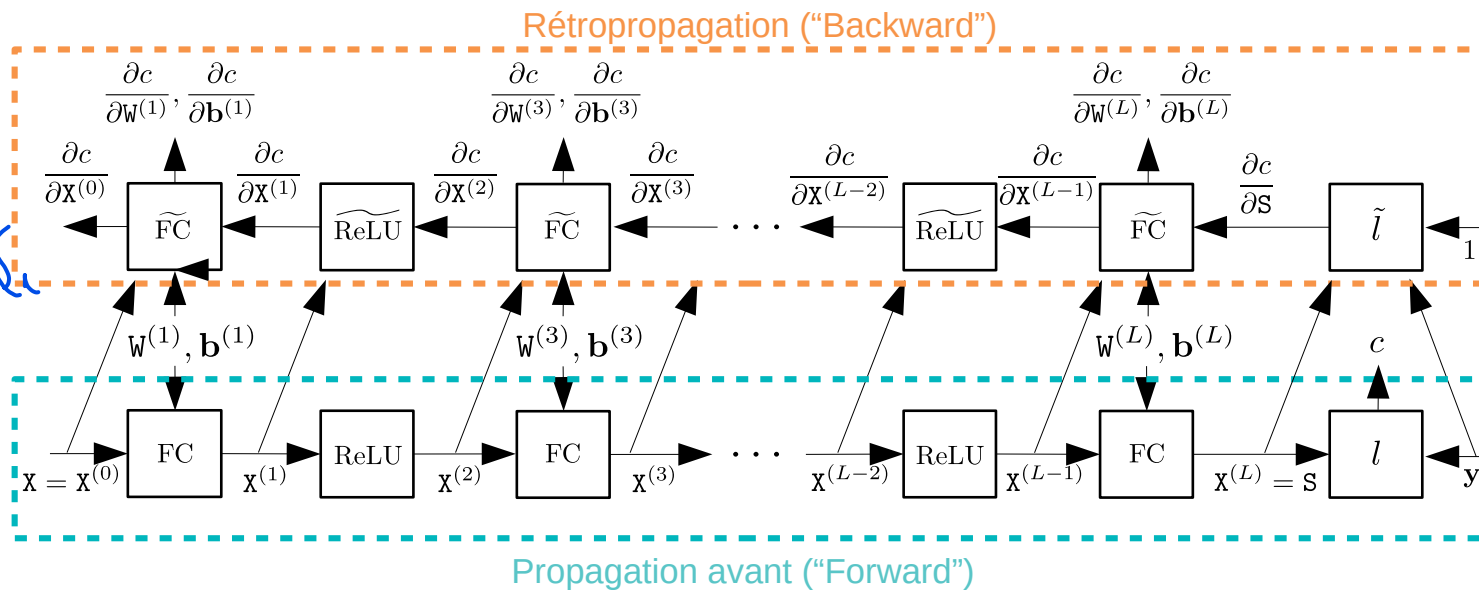 Rétropropagation (“Backward”)
∂c/∂W^(1), ∂c/∂b^(1) ∂c/∂W^(3), ∂c/∂b^(3) ∂c/∂W^(L), ∂c/∂b^(L)
∂c/∂X^(0) ∂c/∂X^(1) ∂c/∂X^(2) ∂c/∂X^(3) ∂c/∂X^(L−2) ∂c/∂X^(L−1) ∂c/∂S
F͠C R͠eLU F͠C ··· R͠eLU F͠C l̃ 1
W^(1), b^(1) W^(3), b^(3) W^(L), b^(L) c
FC ReLU FC ··· ReLU FC l
X = X^(0) X^(1) X^(2) X^(3) X^(L−2) X^(L−1) X^(L) = S y
Propagation avant (“Forward”)